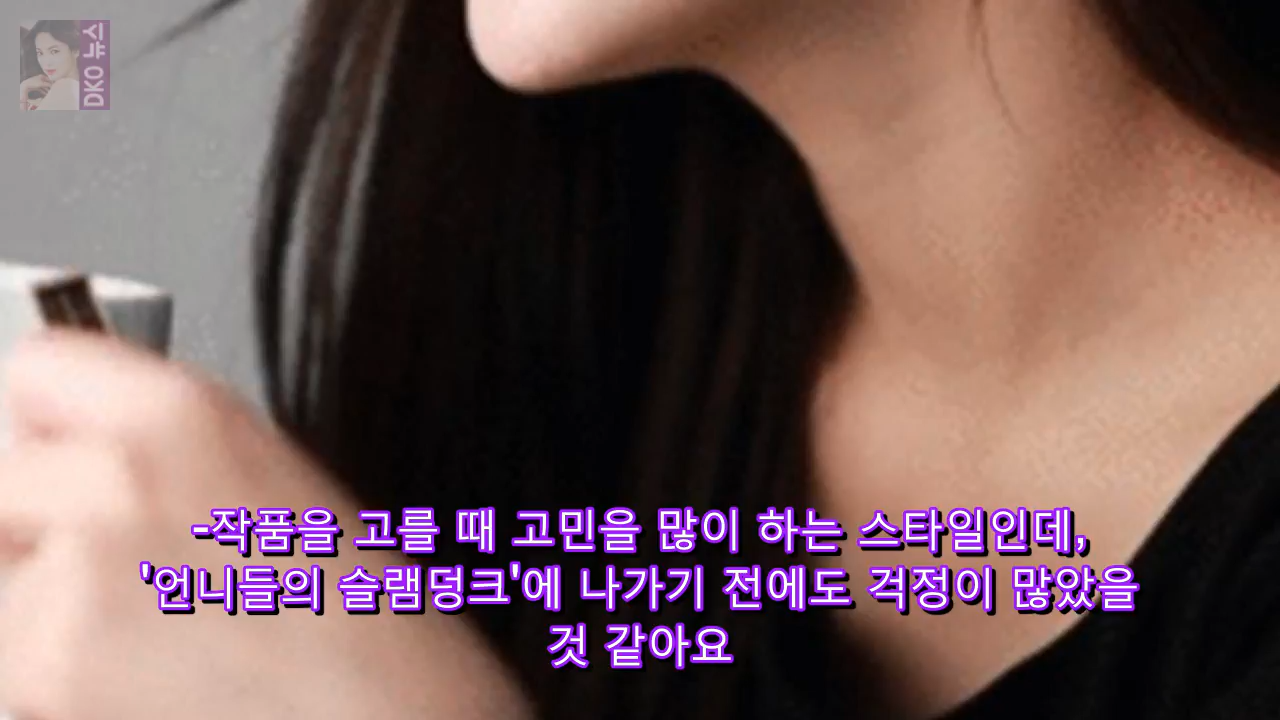 DKO 뉴스
-작품을 고를 때 고민을 많이 하는 스타일인데,
'언니들의 슬램덩크'에 나가기 전에도 걱정이 많았을
것 같아요